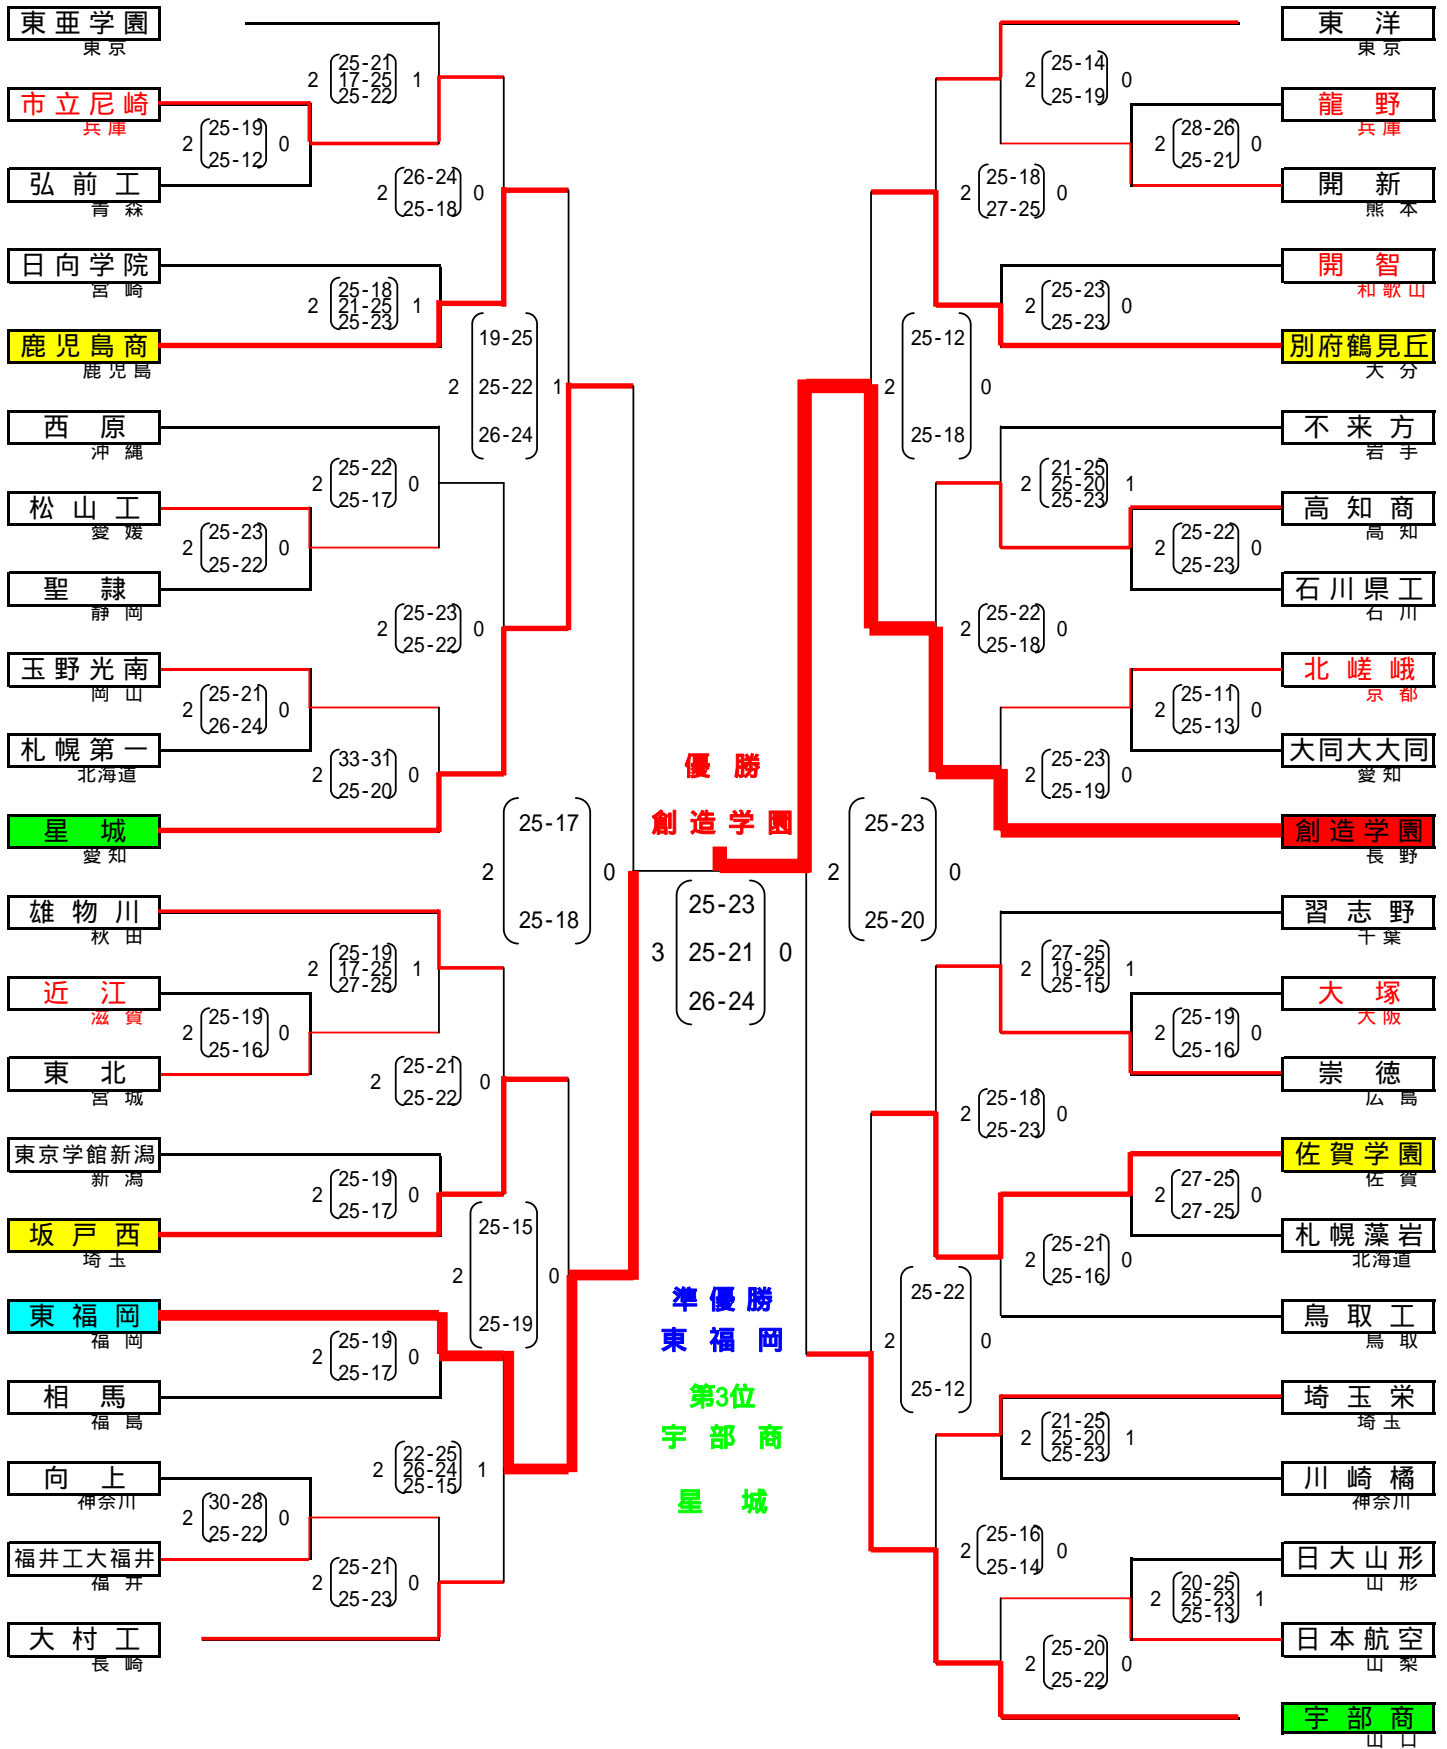 東亜学園
東京
2 25-21 1
17-25
25-22
市立尼崎
兵庫
2 25-19 0
25-12
弘前工
青森
2 26-24 0
25-18
日向学院
宮崎
2 25-18 1
21-25
25-23
鹿児島商
鹿児島
19-25
2 25-22 1
26-24
西原
沖縄
2 25-22 0
25-17
松山工
愛媛
2 25-23 0
25-22
聖隷
静岡
2 25-23 0
25-22
玉野光南
岡山
2 25-21 0
26-24
札幌第一
北海道
2 33-31 0
25-20
星城
愛知
25-17
2 0
25-18
雄物川
秋田
2 25-19 1
17-25
27-25
近江
滋賀
2 25-19 0
25-16
東北
宮城
2 25-21 0
25-22
東京学館新潟
新潟
2 25-19 0
25-17
坂戸西
埼玉
25-15
2 0
25-19
東福岡
福岡
2 25-19 0
25-17
相馬
福島
2 22-25 1
26-24
25-15
向上
神奈川
2 30-28 0
25-22
福井工大福井
福井
2 25-21 0
25-23
大村工
長崎
優勝
創造学園
25-23
3 25-21 0
26-24
準優勝
東福岡
第3位
宇部商
星城
東洋
東京
2 25-14 0
25-19
龍野
兵庫
2 28-26 0
25-21
開新
熊本
2 25-18 0
27-25
開智
和歌山
2 25-23 0
25-23
別府鶴見丘
大分
25-12
2 0
25-18
不来方
岩手
2 21-25 1
25-20
25-23
高知商
高知
2 25-22 0
25-23
石川県工
石川
2 25-22 0
25-18
北嵯峨
京都
2 25-11 0
25-13
大同大大同
愛知
2 25-23 0
25-19
創造学園
長野
25-23
2 0
25-20
習志野
千葉
2 27-25 1
19-25
25-15
大塚
大阪
2 25-19 0
25-16
崇徳
広島
2 25-18 0
25-23
佐賀学園
佐賀
2 27-25 0
27-25
札幌藻岩
北海道
2 25-21 0
25-16
鳥取工
鳥取
25-22
2 0
25-12
埼玉栄
埼玉
2 21-25 1
25-20
25-23
川崎橘
神奈川
2 25-16 0
25-14
日大山形
山形
2 20-25 1
25-23
25-13
日本航空
山梨
2 25-20 0
25-22
宇部商
山口